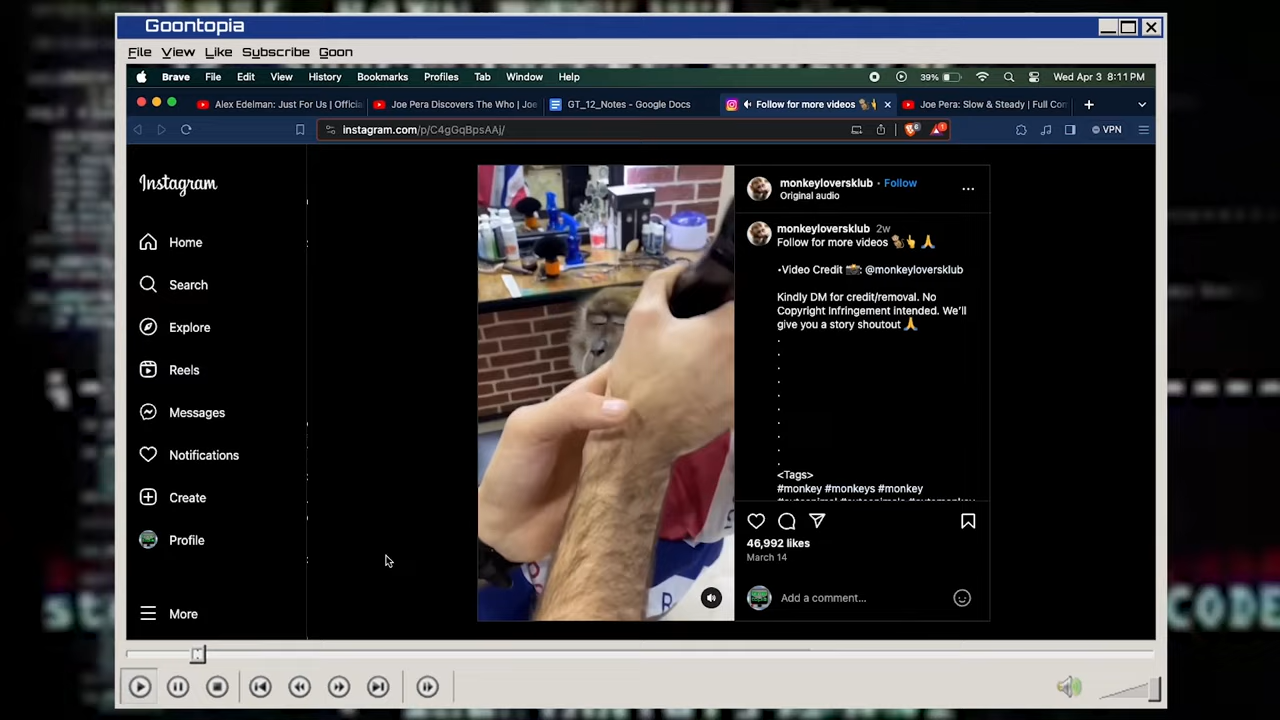 Goontopia
File View Like Subscribe Goon
Brave File Edit View History Bookmarks Profiles Tab Window Help
39% Wed Apr 3 8:11 PM
Alex Edelman: Just For Us | Officia
Joe Pera Discovers The Who | Joe
GT_12_Notes - Google Docs
Follow for more videos
Joe Pera: Slow & Steady | Full Com
instagram.com/p/C4gGqBpsAAj/
VPN
Instagram
Home
Search
Explore
Reels
Messages
Notifications
Create
Profile
More
monkeyloversklub • Follow
Original audio
monkeyloversklub 2w
Follow for more videos 🐒👆🙏
•Video Credit 📸: @monkeyloversklub
Kindly DM for credit/removal. No
Copyright Infringement intended. We'll
give you a story shoutout 🙏
.
.
.
.
.
.
.
.
.
.
<Tags>
#monkey #monkeys #monkey
46,992 likes
March 14
Add a comment...
CODE